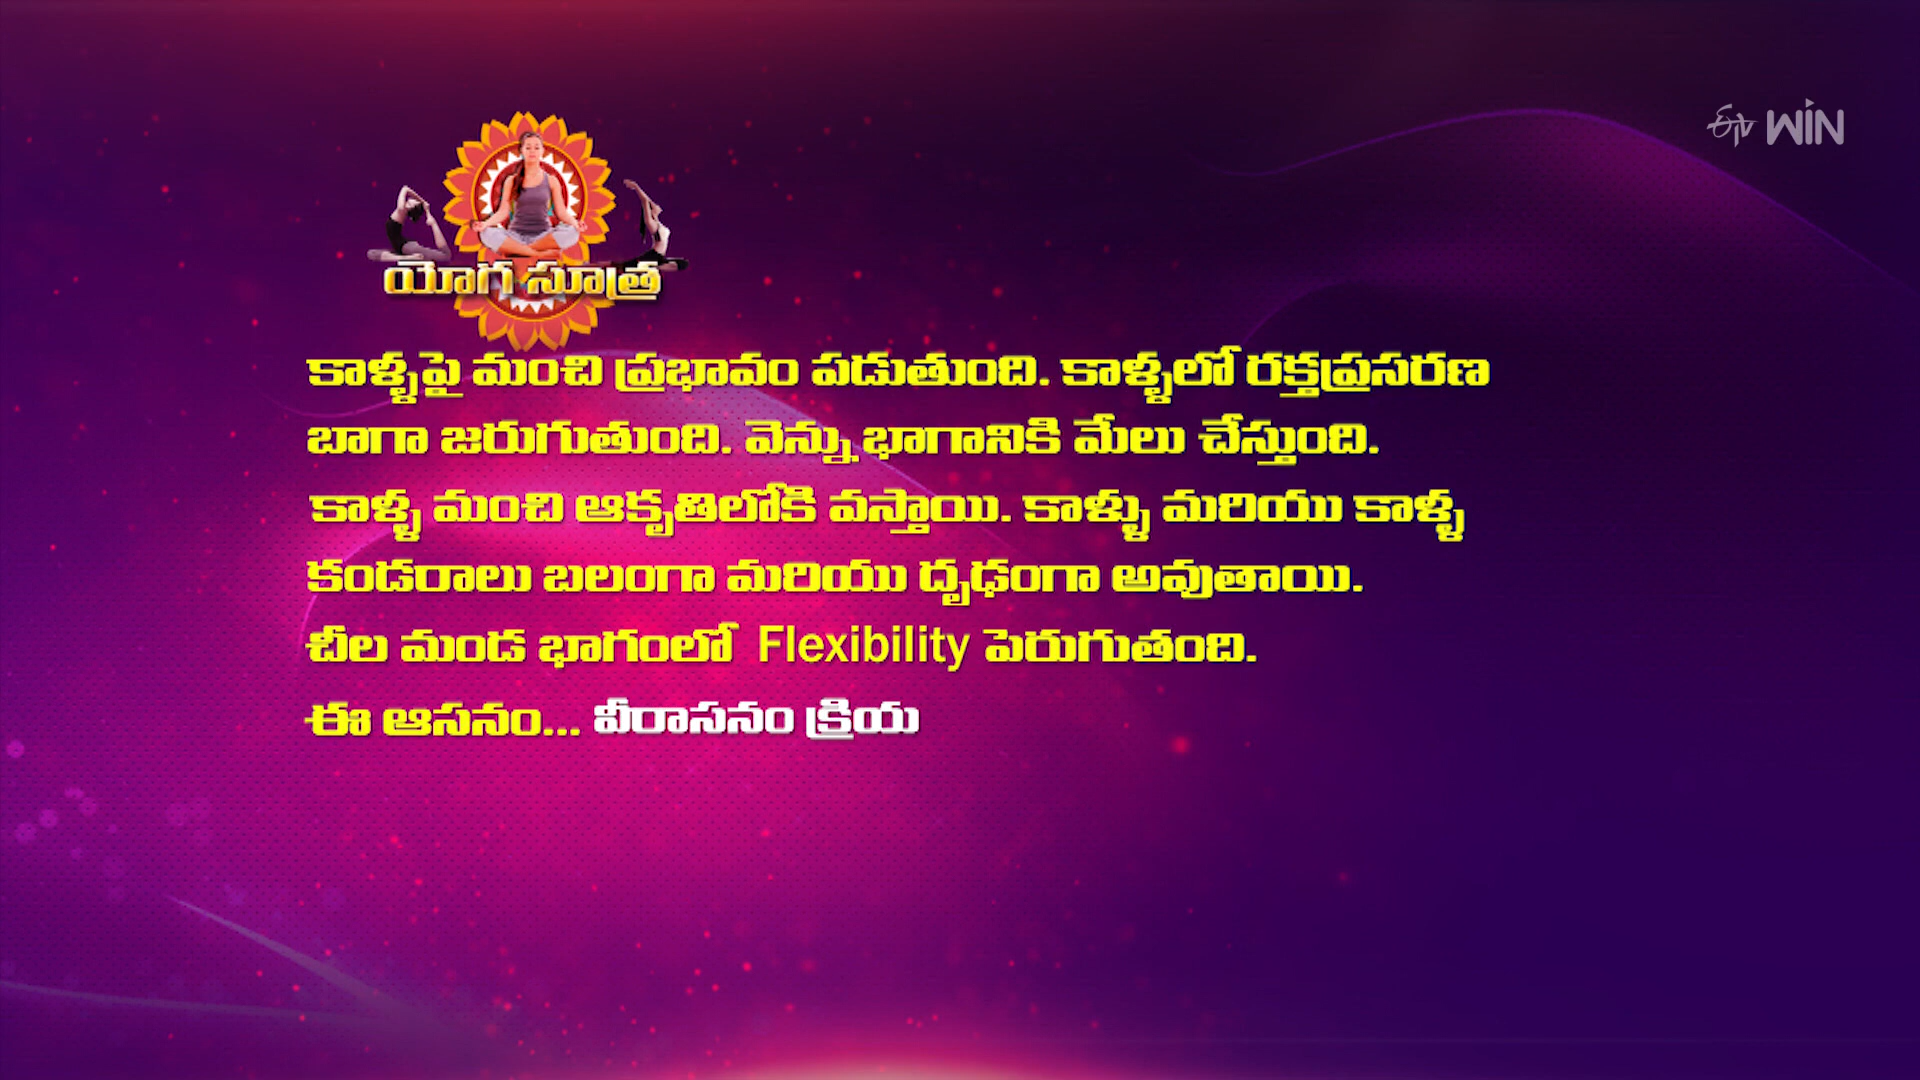 ఈటీవీ WIN
యోగ సూత్ర
కాళ్ళపై మంచి ప్రభావం పడుతుంది. కాళ్ళలో రక్తప్రసరణ
బాగా జరుగుతుంది. వెన్ను భాగానికి మేలు చేస్తుంది.
కాళ్ళ మంచి ఆకృతిలోకి వస్తాయి. కాళ్ళు మరియు కాళ్ళ
కండరాలు బలంగా మరియు దృఢంగా అవుతాయి.
చీల మండ భాగంలో Flexibility పెరుగుతంది.
ఈ ఆసనం... వీరాసనం క్రియ